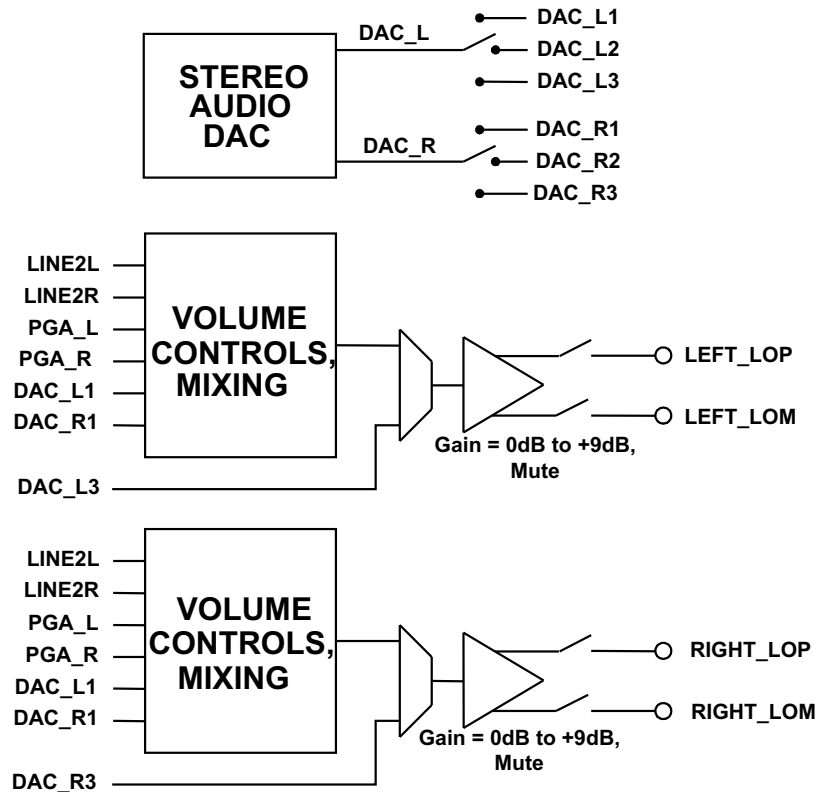 DAC_L
DAC_L1
DAC_L2
DAC_L3
STEREO
AUDIO
DAC
DAC_R
DAC_R1
DAC_R2
DAC_R3
LINE2L
LINE2R
PGA_L
PGA_R
DAC_L1
DAC_R1
VOLUME
CONTROLS,
MIXING
LEFT_LOP
LEFT_LOM
Gain = 0dB to +9dB,
Mute
DAC_L3
LINE2L
LINE2R
PGA_L
PGA_R
DAC_L1
DAC_R1
VOLUME
CONTROLS,
MIXING
RIGHT_LOP
RIGHT_LOM
Gain = 0dB to +9dB,
Mute
DAC_R3